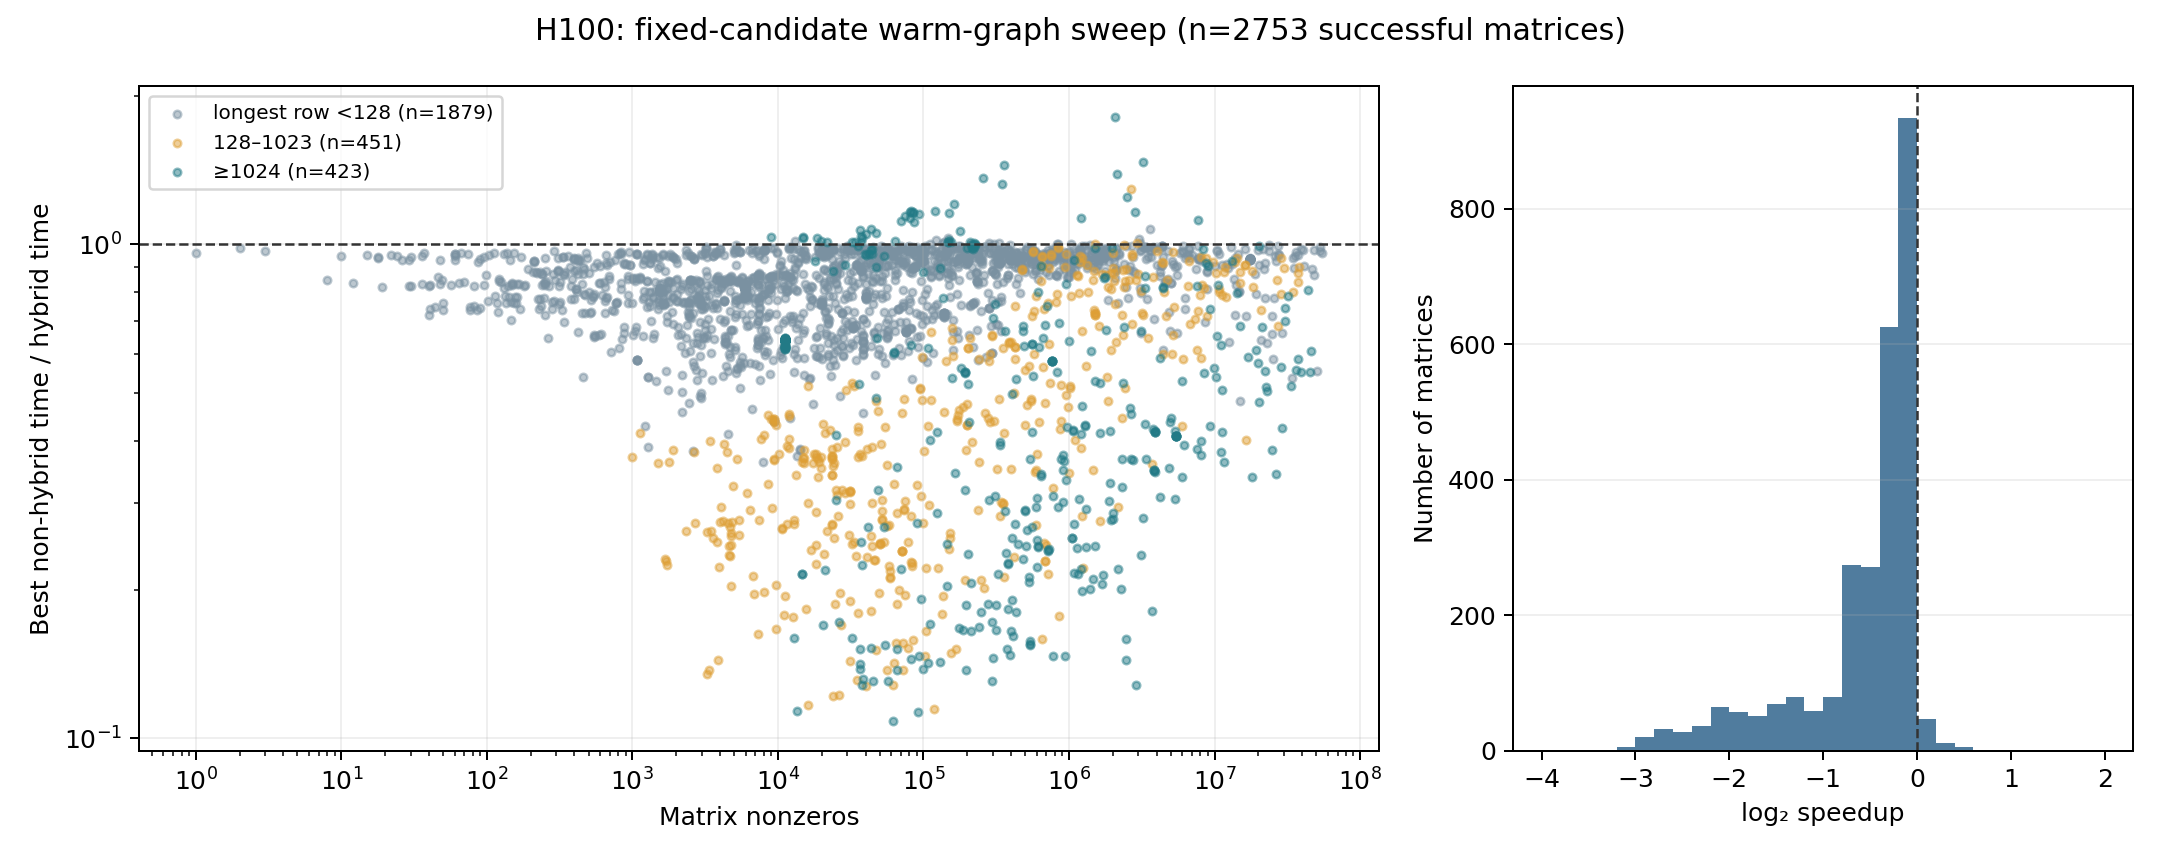 H100: fixed-candidate warm-graph sweep (n=2753 successful matrices)
longest row <128 (n=1879)
128–1023 (n=451)
≥1024 (n=423)
Best non-hybrid time / hybrid time
10⁰
10⁻¹
10⁰ 10¹ 10² 10³ 10⁴ 10⁵ 10⁶ 10⁷ 10⁸
Matrix nonzeros
Number of matrices
800
600
400
200
0
−4 −3 −2 −1 0 1 2
log₂ speedup